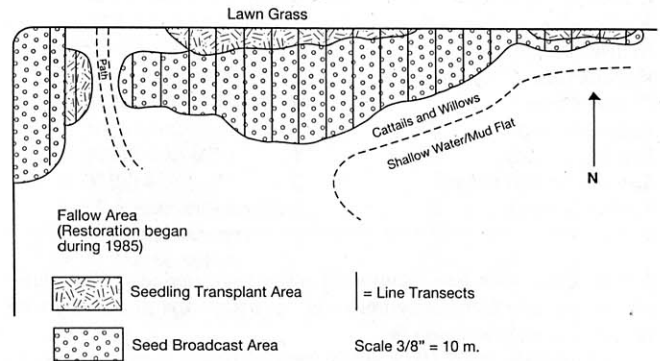 Lawn Grass
Path
Cattails and Willows
Shallow Water/Mud Flat
N
Fallow Area
(Restoration began
during 1985)
Seedling Transplant Area
= Line Transects
Seed Broadcast Area
Scale 3/8" = 10 m.